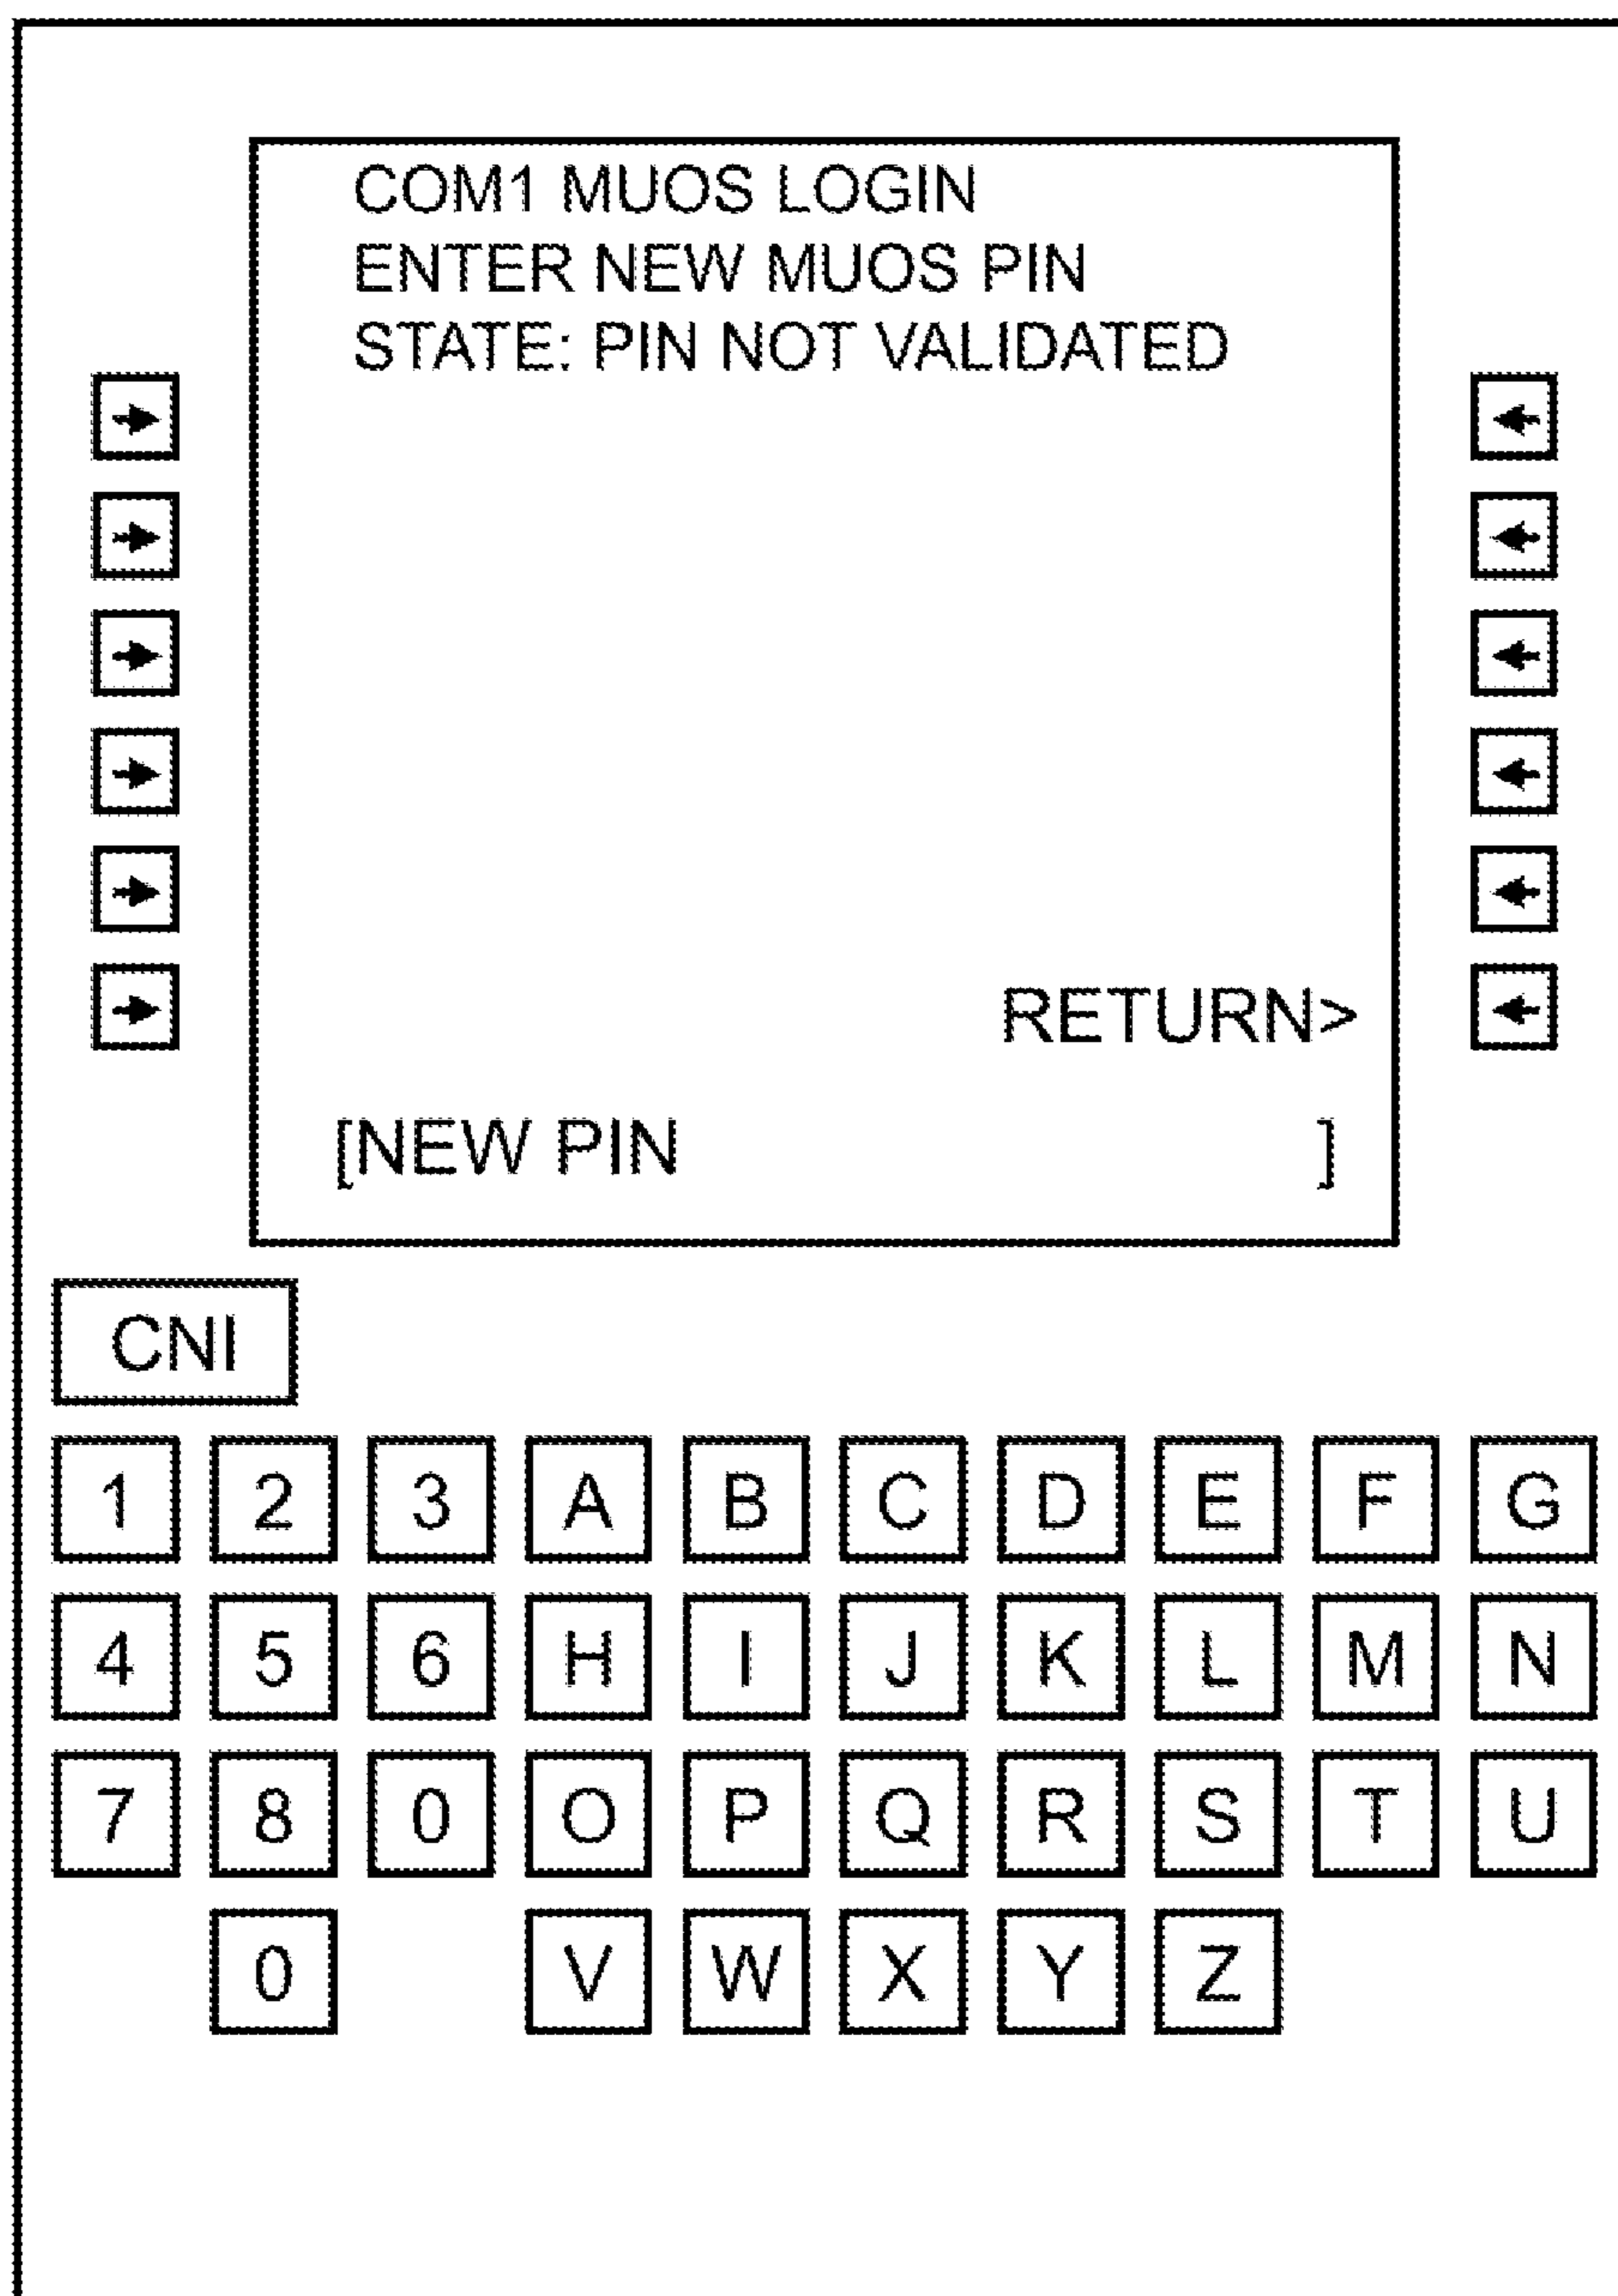 COM1 MUOS LOGIN
ENTER NEW MUOS PIN
STATE: PIN NOT VALIDATED
RETURN>
[NEW PIN ]
CNI
1 2 3 A B C D E F G
4 5 6 H I J K L M N
7 8 0 O P Q R S T U
0 V W X Y Z